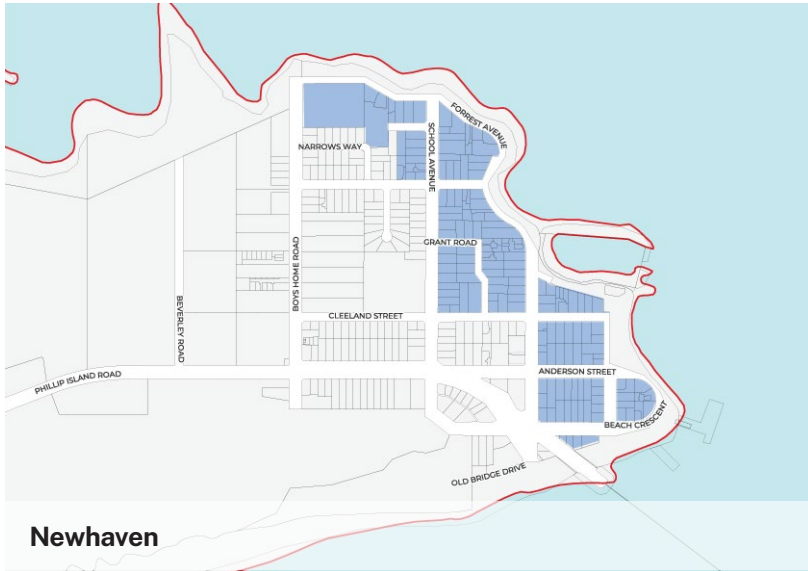 FORREST AVENUE
SCHOOL AVENUE
NARROWS WAY
GRANT ROAD
BOYS HOME ROAD
BEVERLEY ROAD
CLEELAND STREET
ANDERSON STREET
PHILLIP ISLAND ROAD
BEACH CRESCENT
OLD BRIDGE DRIVE
Newhaven